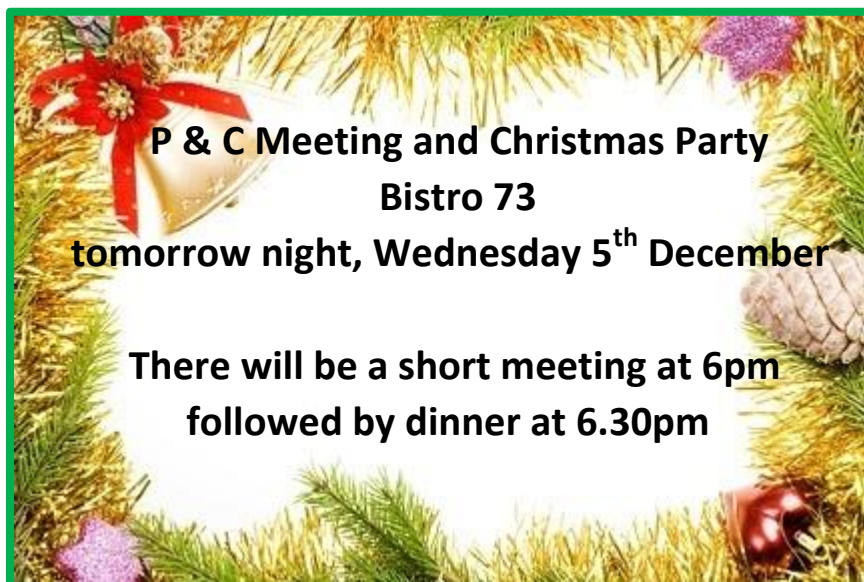 P & C Meeting and Christmas Party
Bistro 73
tomorrow night, Wednesday 5th December
There will be a short meeting at 6pm
followed by dinner at 6.30pm